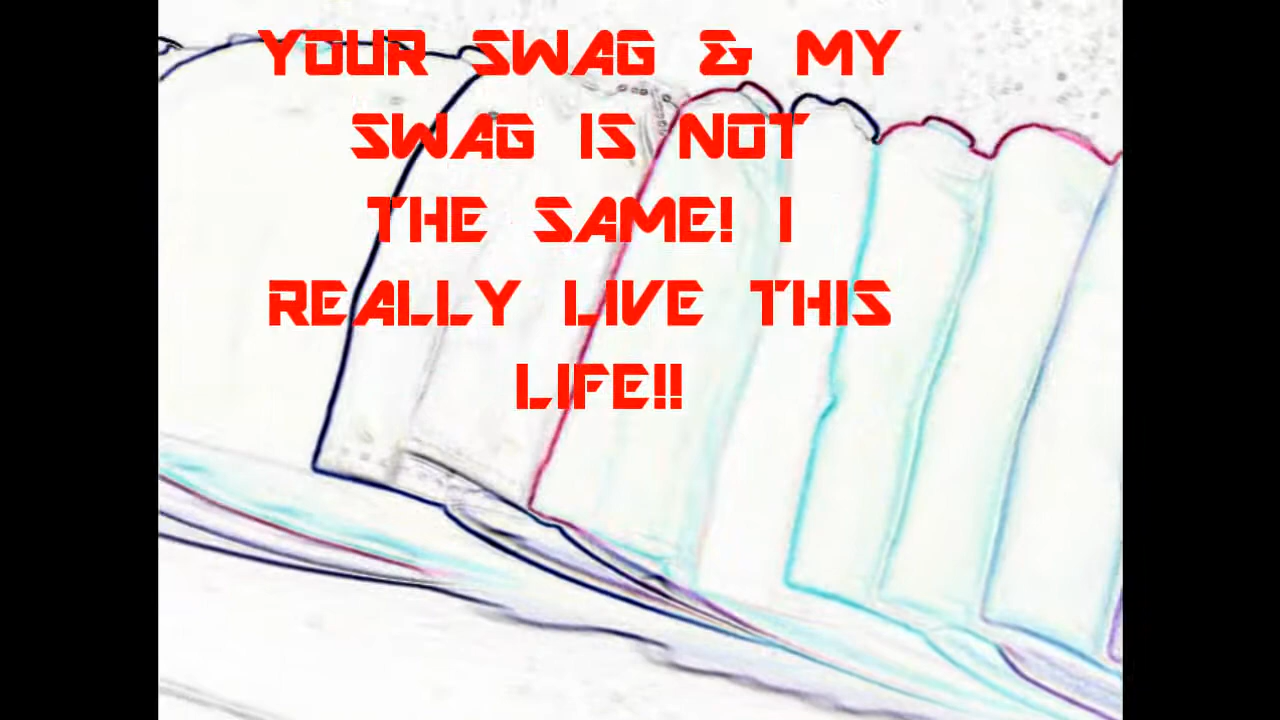 YOUR SWAG & MY
SWAG IS NOT
THE SAME! I
REALLY LIVE THIS
LIFE!!